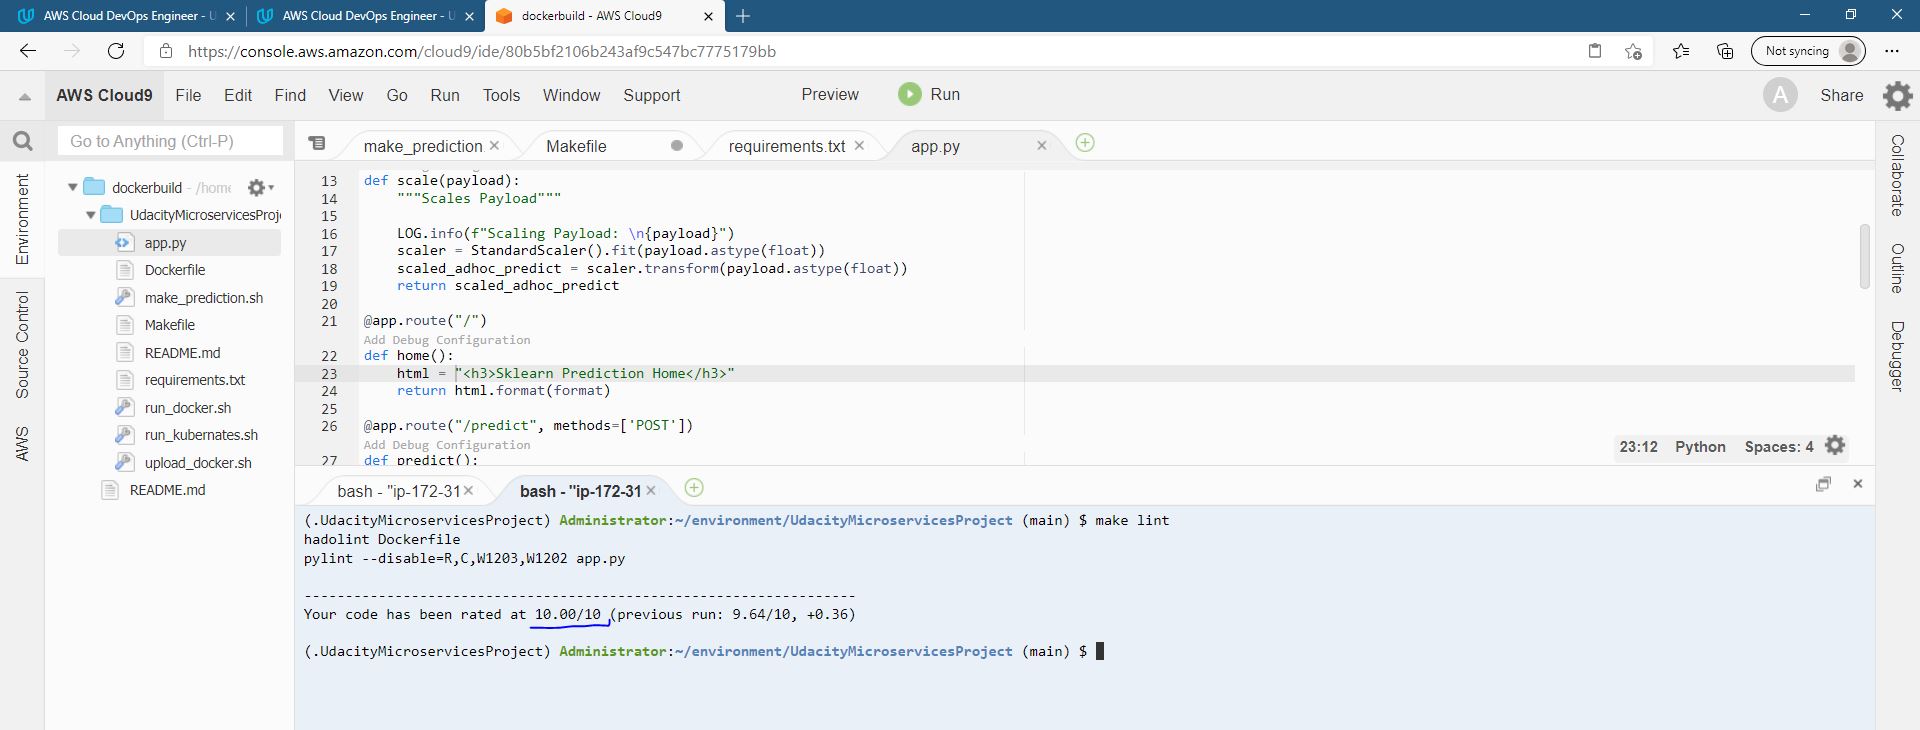 AWS Cloud DevOps Engineer - U
AWS Cloud DevOps Engineer - U
dockerbuild - AWS Cloud9
https://console.aws.amazon.com/cloud9/ide/80b5bf2106b243af9c547bc7775179bb
Not syncing
AWS Cloud9 File Edit Find View Go Run Tools Window Support Preview Run
A Share
Go to Anything (Ctrl-P)
Environment
Source Control
AWS
dockerbuild - /home
UdacityMicroservicesProj
app.py
Dockerfile
make_prediction.sh
Makefile
README.md
requirements.txt
run_docker.sh
run_kubernates.sh
upload_docker.sh
README.md
make_prediction. Makefile requirements.txt app.py
13 def scale(payload):
14     """Scales Payload"""
15
16     LOG.info(f"Scaling Payload: \n{payload}")
17     scaler = StandardScaler().fit(payload.astype(float))
18     scaled_adhoc_predict = scaler.transform(payload.astype(float))
19     return scaled_adhoc_predict
20
21 @app.route("/")
Add Debug Configuration
22 def home():
23     html = "<h3>Sklearn Prediction Home</h3>"
24     return html.format(format)
25
26 @app.route("/predict", methods=['POST'])
Add Debug Configuration
27 def predict():
23:12 Python Spaces: 4
Collaborate
Outline
Debugger
bash - "ip-172-31
bash - "ip-172-31
(.UdacityMicroservicesProject) Administrator:~/environment/UdacityMicroservicesProject (main) $ make lint
hadolint Dockerfile
pylint --disable=R,C,W1203,W1202 app.py
-------------------------------------------------------------------
Your code has been rated at 10.00/10 (previous run: 9.64/10, +0.36)
(.UdacityMicroservicesProject) Administrator:~/environment/UdacityMicroservicesProject (main) $